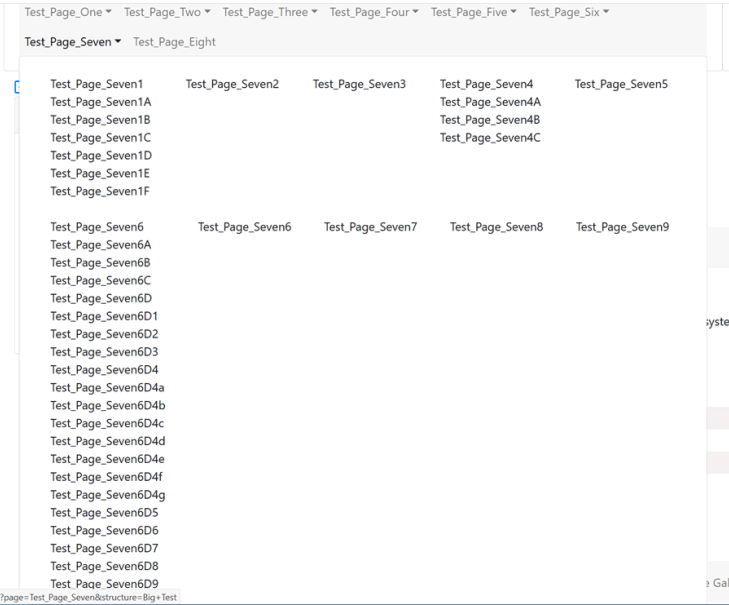 Test_Page_One Test_Page_Two Test_Page_Three Test_Page_Four Test_Page_Five Test_Page_Six
Test_Page_Seven Test_Page_Eight
Test_Page_Seven1 Test_Page_Seven2 Test_Page_Seven3 Test_Page_Seven4 Test_Page_Seven5
Test_Page_Seven1A Test_Page_Seven4A
Test_Page_Seven1B Test_Page_Seven4B
Test_Page_Seven1C Test_Page_Seven4C
Test_Page_Seven1D
Test_Page_Seven1E
Test_Page_Seven1F
Test_Page_Seven6 Test_Page_Seven6 Test_Page_Seven7 Test_Page_Seven8 Test_Page_Seven9
Test_Page_Seven6A
Test_Page_Seven6B
Test_Page_Seven6C
Test_Page_Seven6D
Test_Page_Seven6D1
Test_Page_Seven6D2
syste
Test_Page_Seven6D3
Test_Page_Seven6D4
Test_Page_Seven6D4a
Test_Page_Seven6D4b
Test_Page_Seven6D4c
Test_Page_Seven6D4d
Test_Page_Seven6D4e
Test_Page_Seven6D4f
Test_Page_Seven6D4g
Test_Page_Seven6D5
Test_Page_Seven6D6
Test_Page_Seven6D7
Test_Page_Seven6D8
Test_Page_Seven6D9 e Gal
?page=Test_Page_Seven&structure=Big+Test